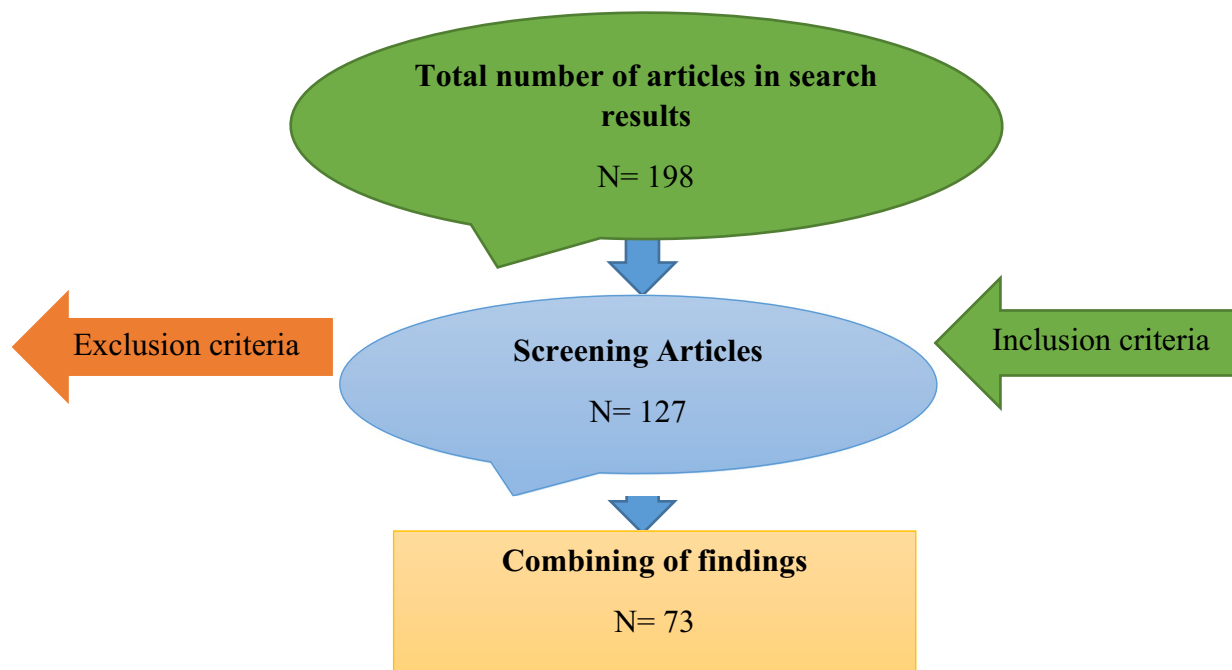 Total number of articles in search
results
N= 198
Exclusion criteria
Screening Articles
N= 127
Inclusion criteria
Combining of findings
N= 73